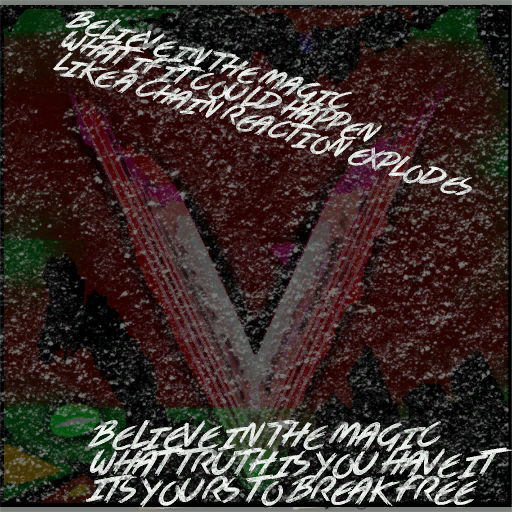 BELIEVE IN THE MAGIC
WHAT IF IT COULD HAPPEN
LIKE A CHAIN REACTION EXPLODES
BELIEVE IN THE MAGIC
WHAT TRUTH IS YOU HAVE IT
ITS YOURS TO BREAK FREE